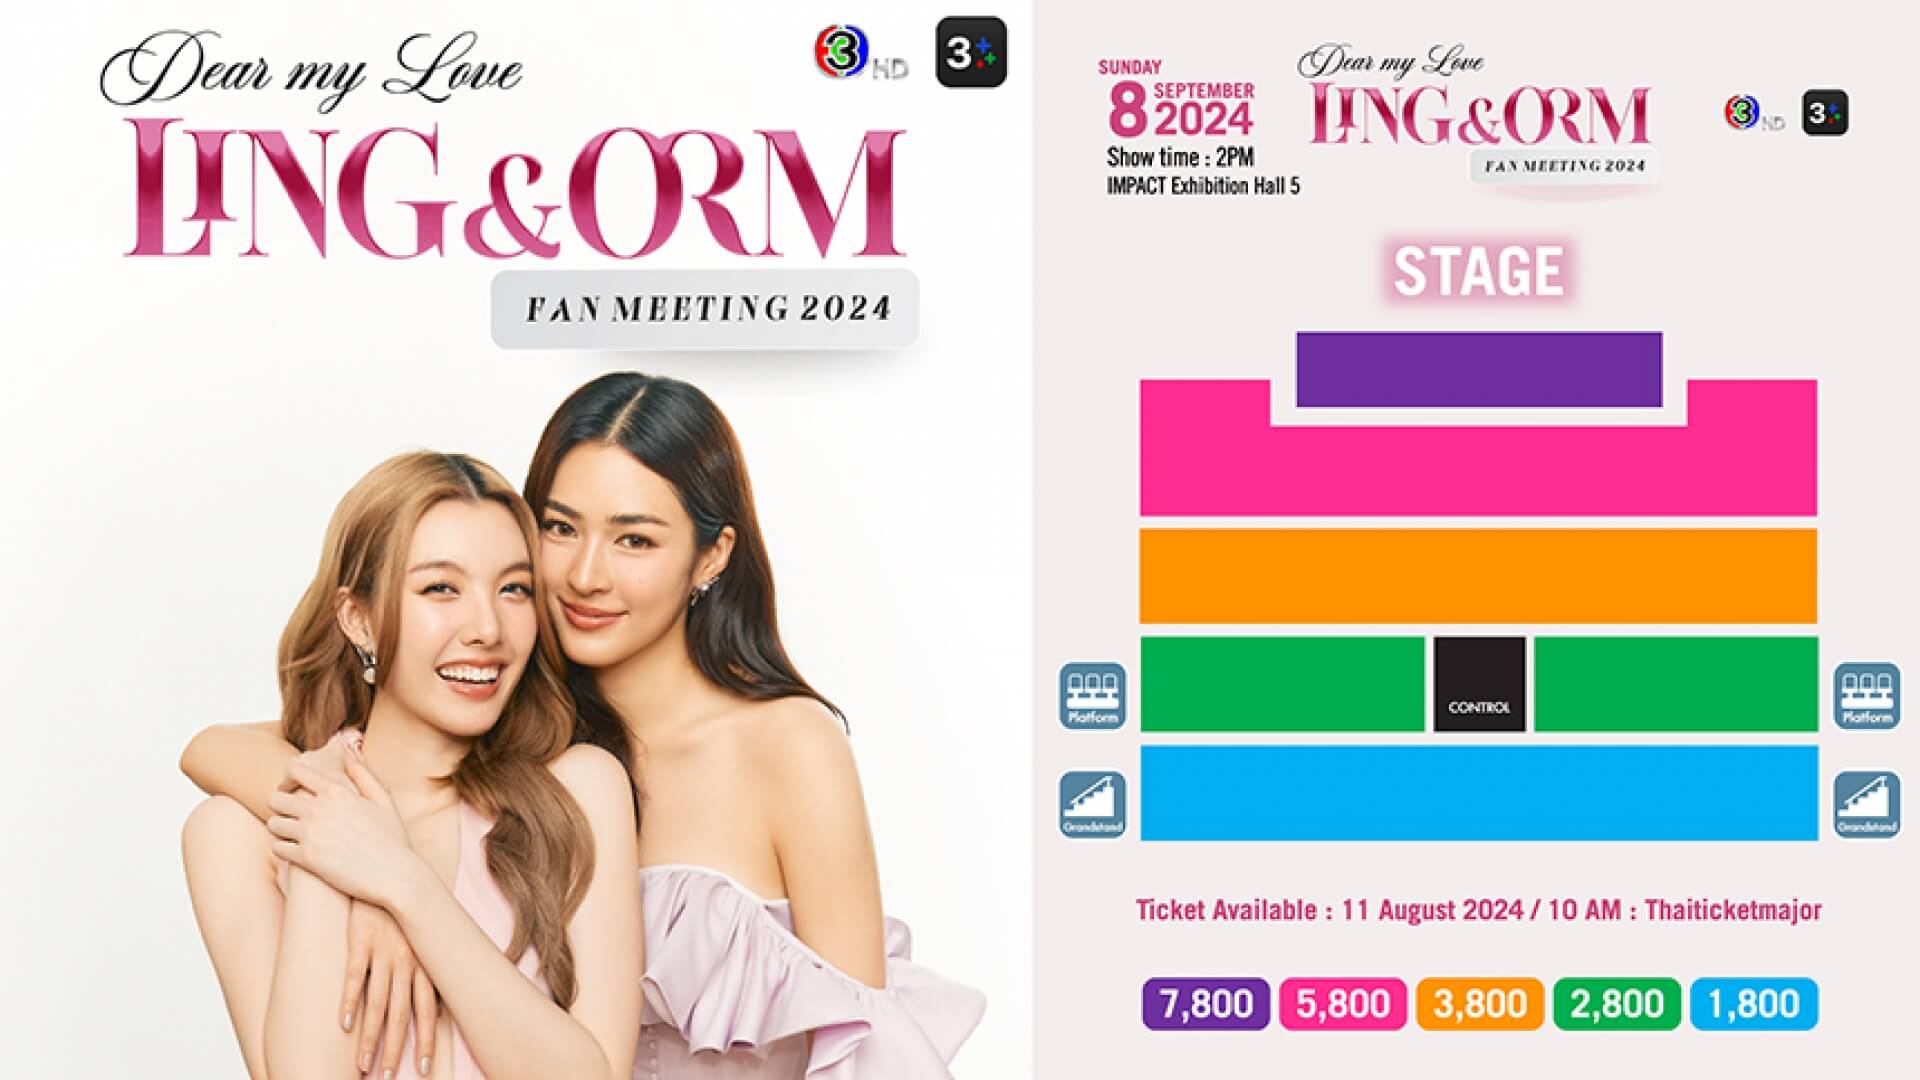 Dear my Love
LING & ORM
FAN MEETING 2024
3 HD
3+
SUNDAY
8 SEPTEMBER
2024
Show time : 2PM
IMPACT Exhibition Hall 5
Dear my Love
LING & ORM
FAN MEETING 2024
3 HD
3+
STAGE
CONTROL
Platform
Platform
Grandstand
Grandstand
Ticket Available : 11 August 2024 / 10 AM : Thaiticketmajor
7,800 5,800 3,800 2,800 1,800